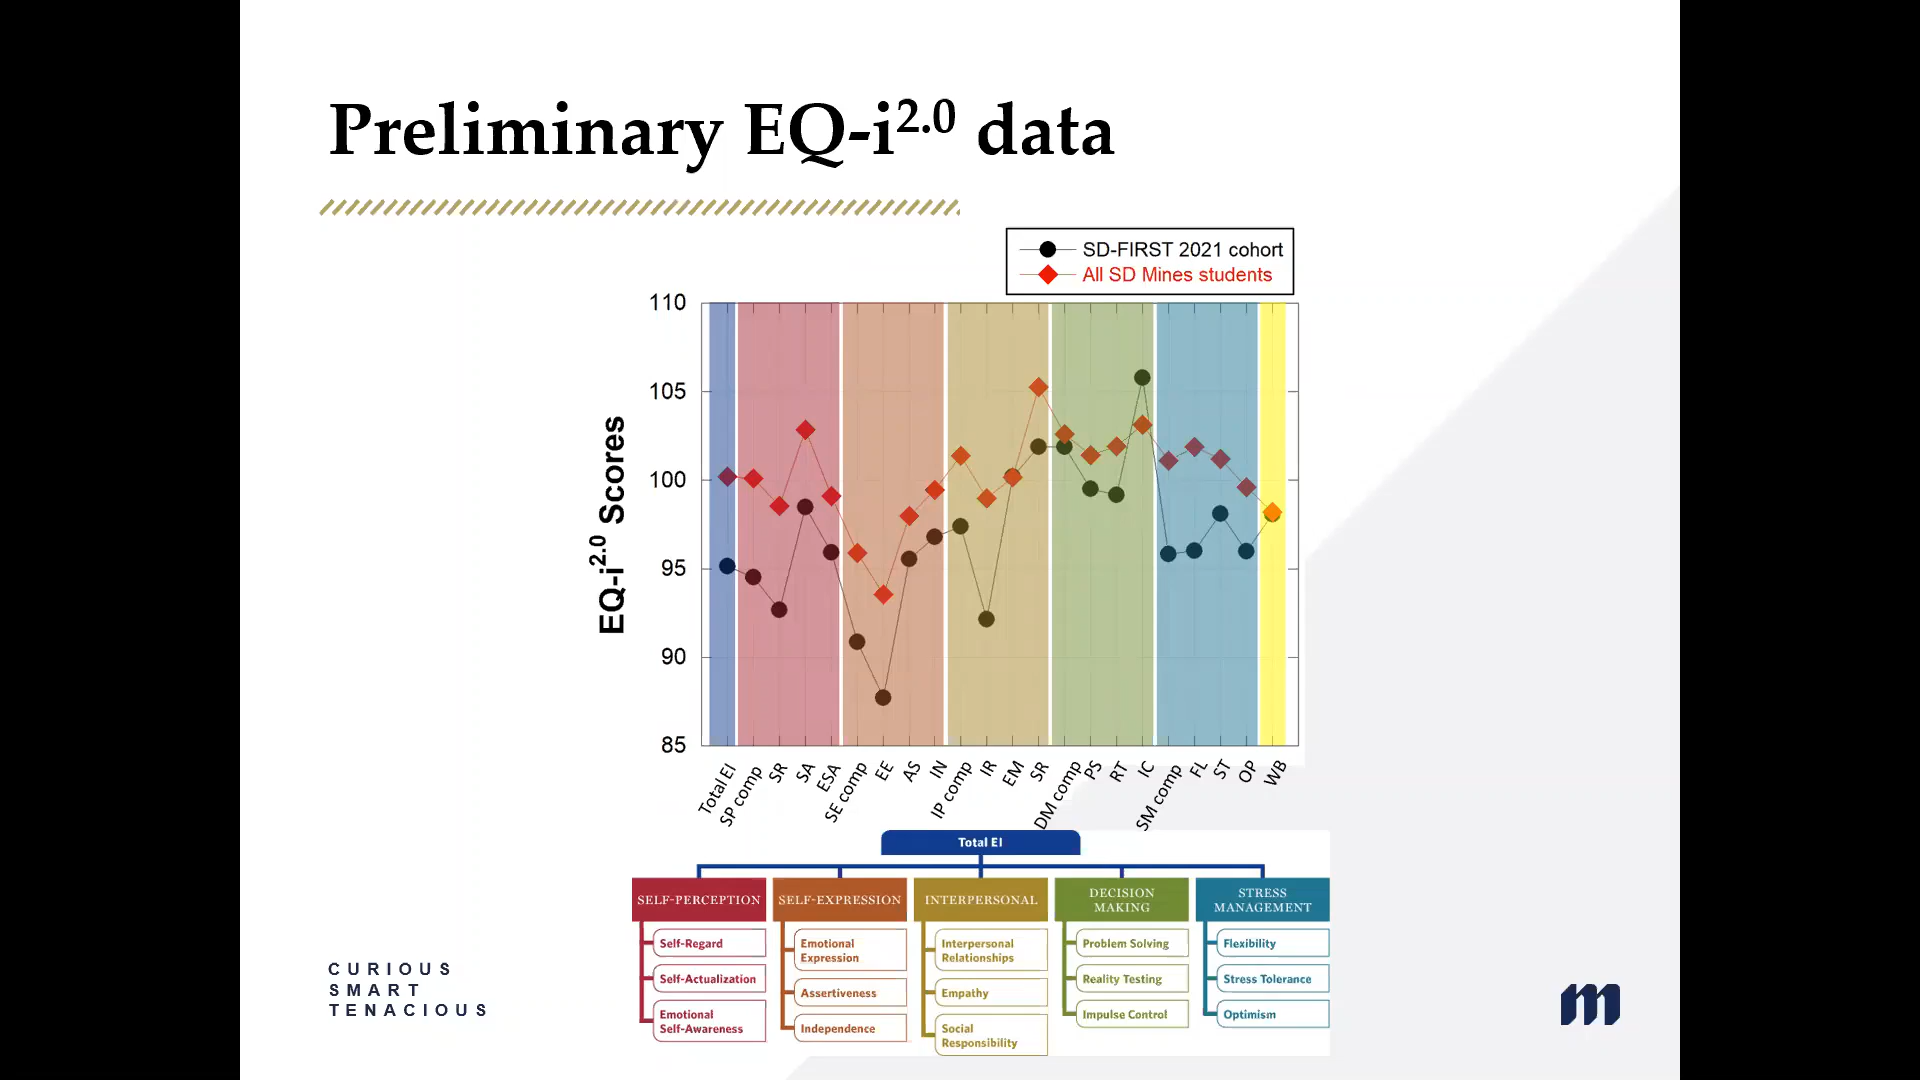 Preliminary EQ-i2.0 data
SD-FIRST 2021 cohort
All SD Mines students
EQ-i2.0 Scores
110
105
100
95
90
85
Total EI
SP comp
SR
SA
ESA
SE comp
EE
AS
IN
IP comp
IR
EM
SR
DM comp
PS
RT
IC
SM comp
FL
ST
OP
WB
Total EI
SELF-PERCEPTION
Self-Regard
Self-Actualization
Emotional
Self-Awareness
SELF-EXPRESSION
Emotional
Expression
Assertiveness
Independence
INTERPERSONAL
Interpersonal
Relationships
Empathy
Social
Responsibility
DECISION
MAKING
Problem Solving
Reality Testing
Impulse Control
STRESS
MANAGEMENT
Flexibility
Stress Tolerance
Optimism
CURIOUS
SMART
TENACIOUS
m